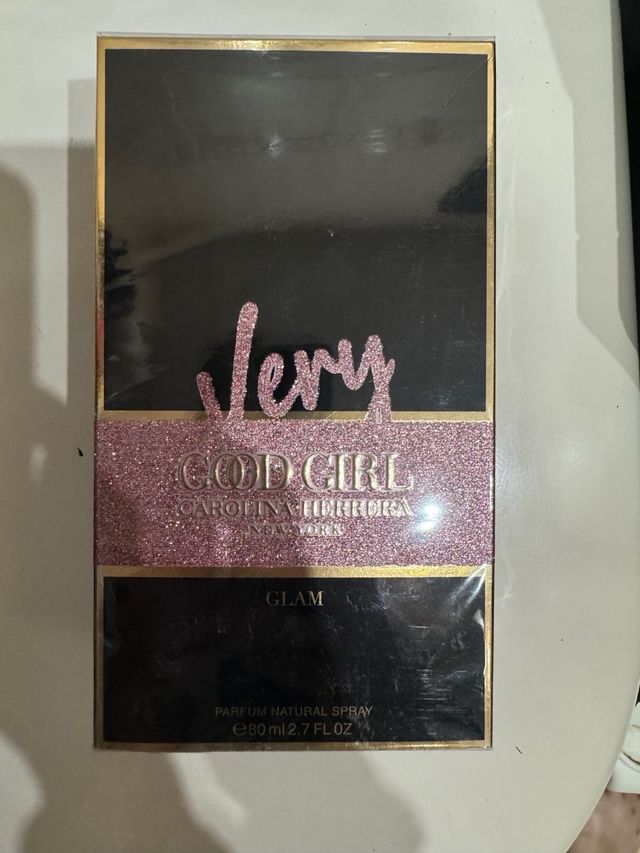 Very
GOOD GIRL
CAROLINA HERRERA
NEW YORK
GLAM
PARFUM NATURAL SPRAY
℮80 ml 2.7 FL OZ